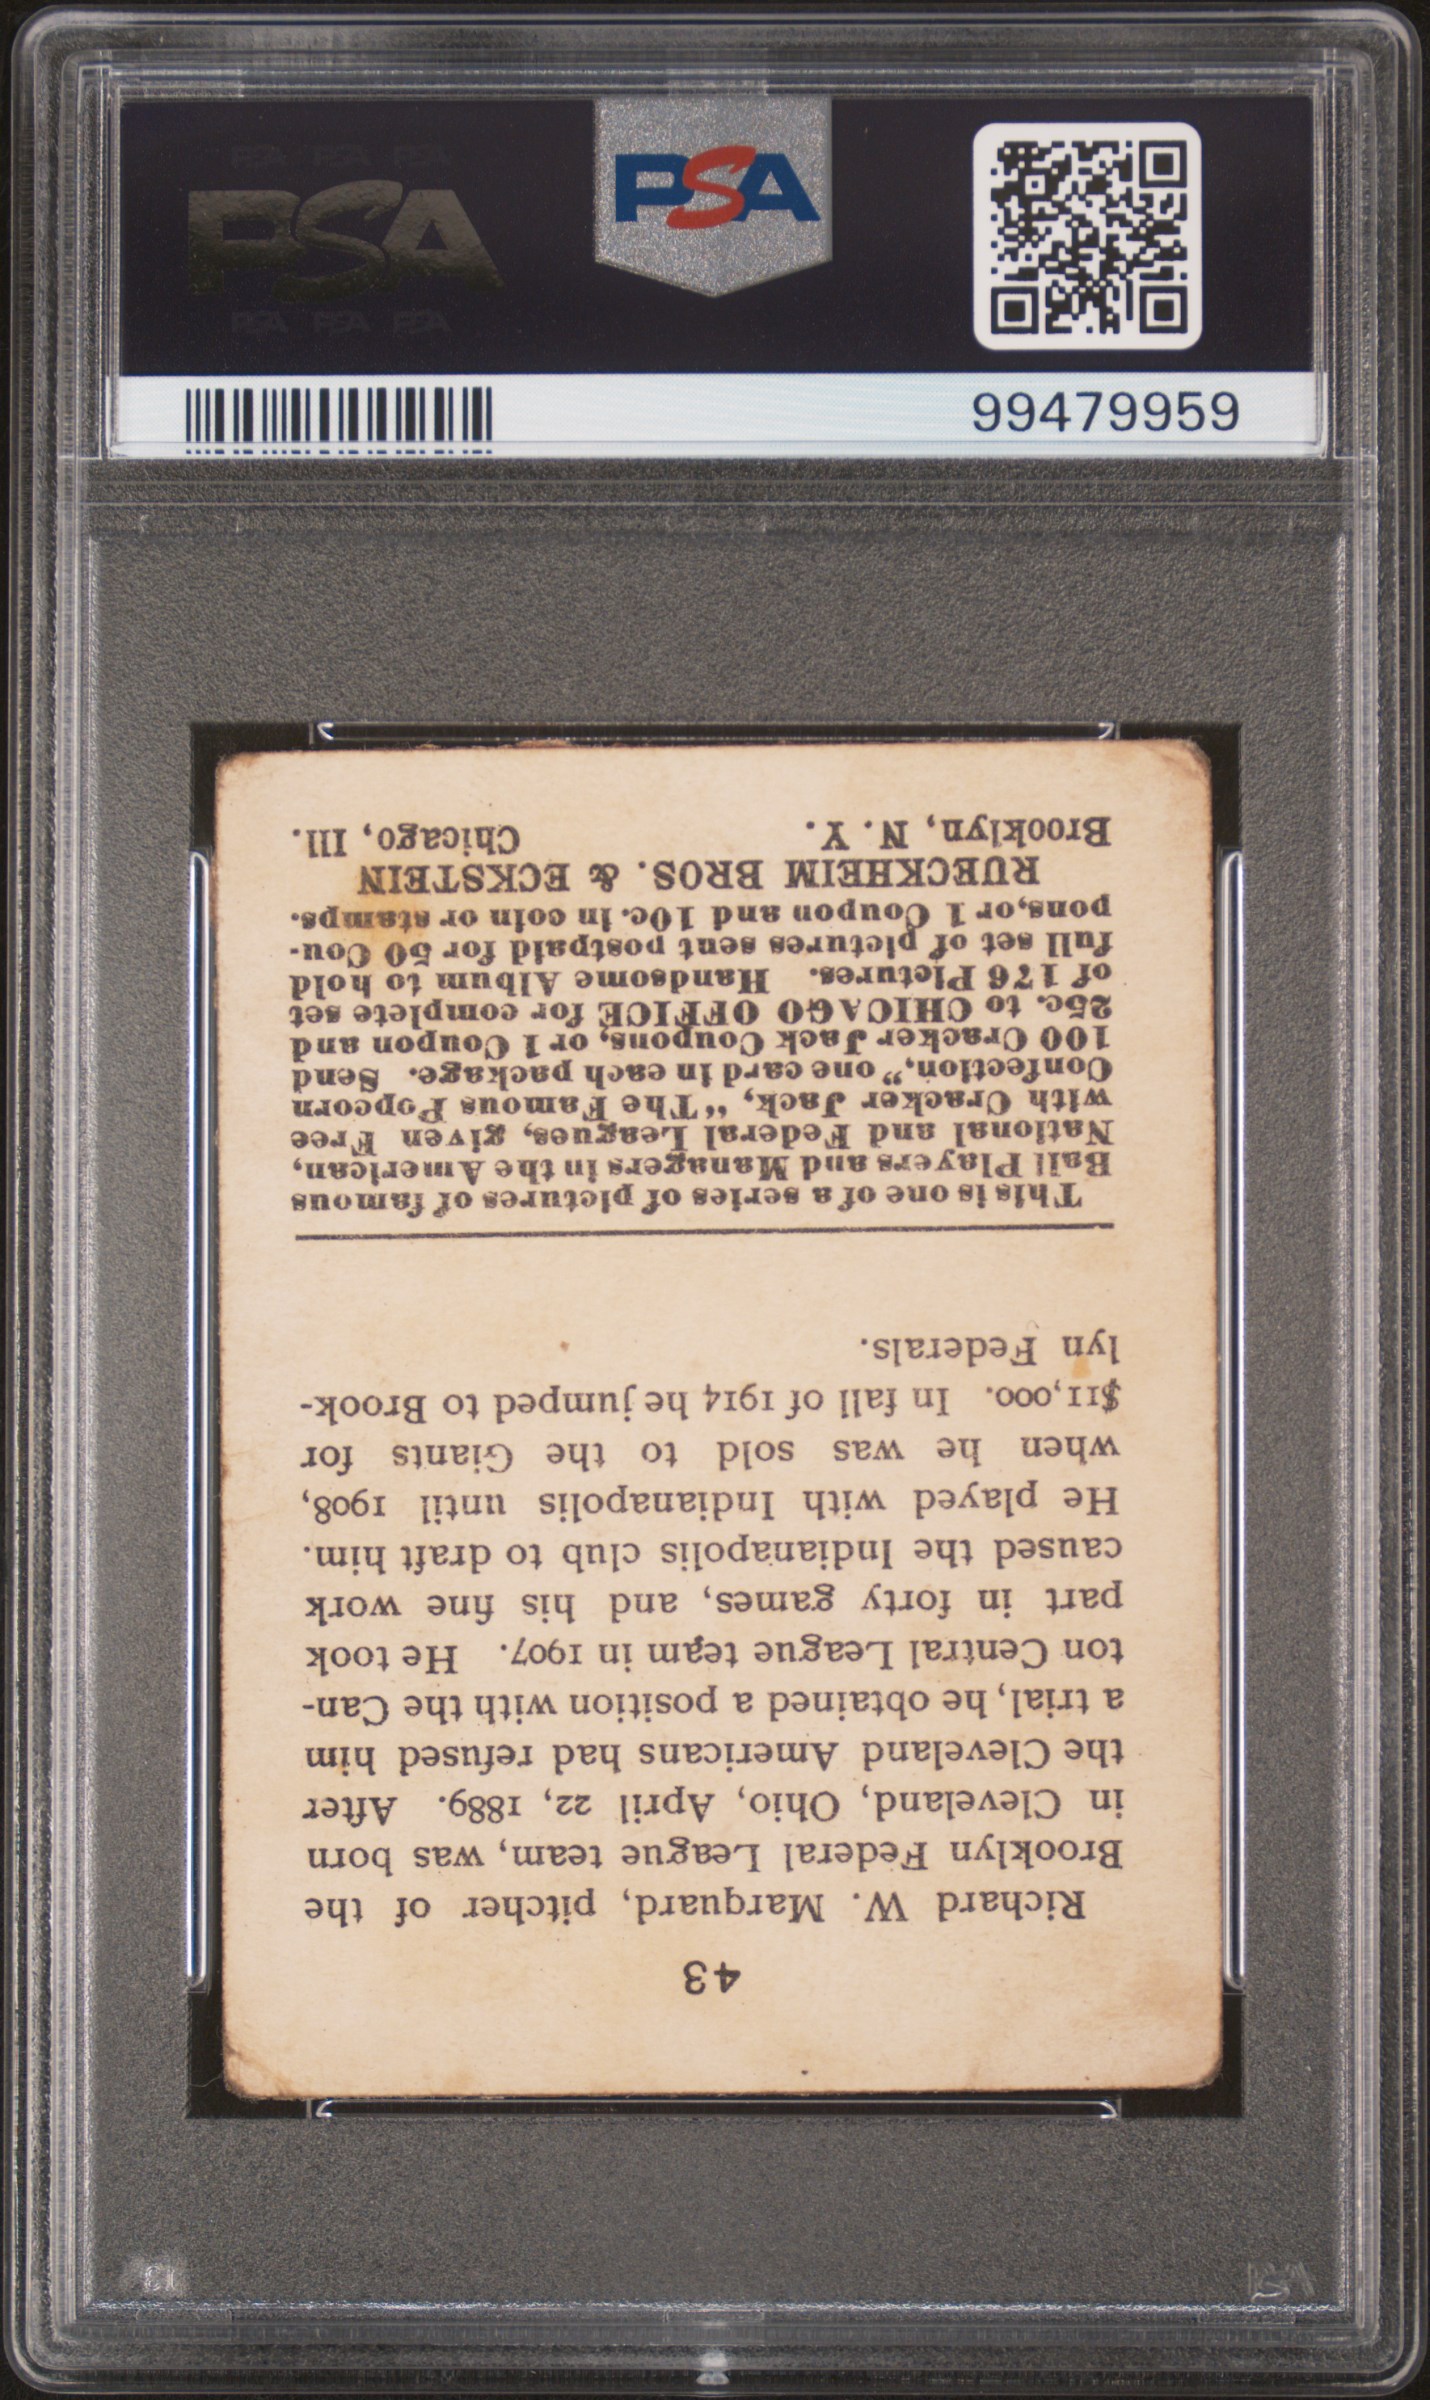 PSA PSA PSA
PSA
PSA PSA PSA
PSA
99479959
43
Richard W. Marquard, pitcher of the
Brooklyn Federal League team, was born
in Cleveland, Ohio, April 22, 1889. After
the Cleveland Americans had refused him
a trial, he obtained a position with the Can-
ton Central League team in 1907. He took
part in forty games, and his fine work
caused the Indianapolis club to draft him.
He played with Indianapolis until 1908,
when he was sold to the Giants for
$11,000. In fall of 1914 he jumped to Brook-
lyn Federals.
This is one of a series of pictures of famous
Ball Players and Managers in the American,
National and Federal Leagues, given Free
with Cracker Jack, “The Famous Popcorn
Confection,” one card in each package. Send
100 Cracker Jack Coupons, or 1 Coupon and
25c. to CHICAGO OFFICE for complete set
of 176 Pictures. Handsome Album to hold
full set of pictures sent postpaid for 50 Cou-
pons, or 1 Coupon and 10c. in coin or stamps.
RUECKHEIM BROS. & ECKSTEIN
Brooklyn, N. Y. Chicago, Ill.
PSA